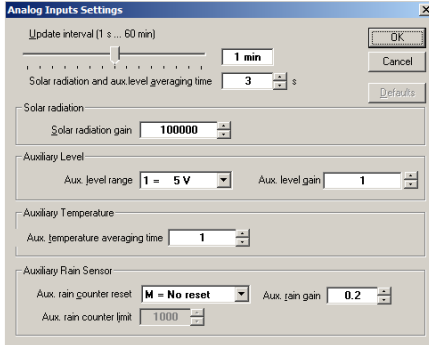 Analog Inputs Settings
Update interval (1 s ... 60 min)
1 min
OK
Cancel
Solar radiation and aux.level averaging time 3 s
Defaults
Solar radiation
Solar radiation gain 100000
Auxiliary Level
Aux. level range 1 = 5 V Aux. level gain 1
Auxiliary Temperature
Aux. temperature averaging time 1
Auxiliary Rain Sensor
Aux. rain counter reset M = No reset Aux. rain gain 0.2
Aux. rain counter limit 1000